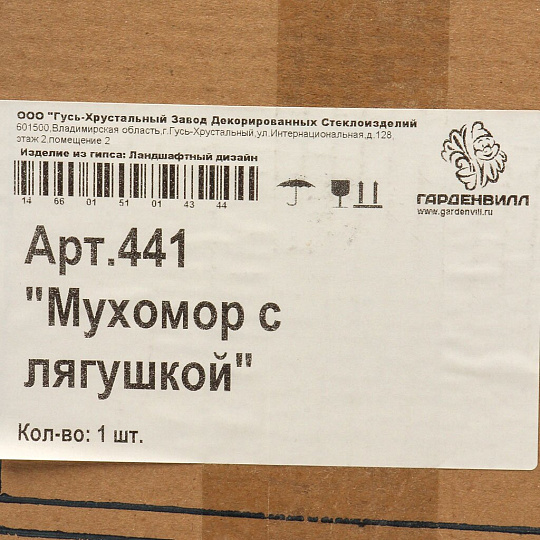 ООО "Гусь-Хрустальный Завод Декорированных Стеклоизделий
601500,Владимирская область,г.Гусь-Хрустальный,ул.Интернациональная,д.128,
этаж 2.помещение 2
Изделие из гипса: Ландшафтный дизайн
14 66 01 51 01 43 44
ГАРДЕНВИЛЛ
www.gardenvill.ru
Арт.441
"Мухомор с
лягушкой"
Кол-во: 1 шт.